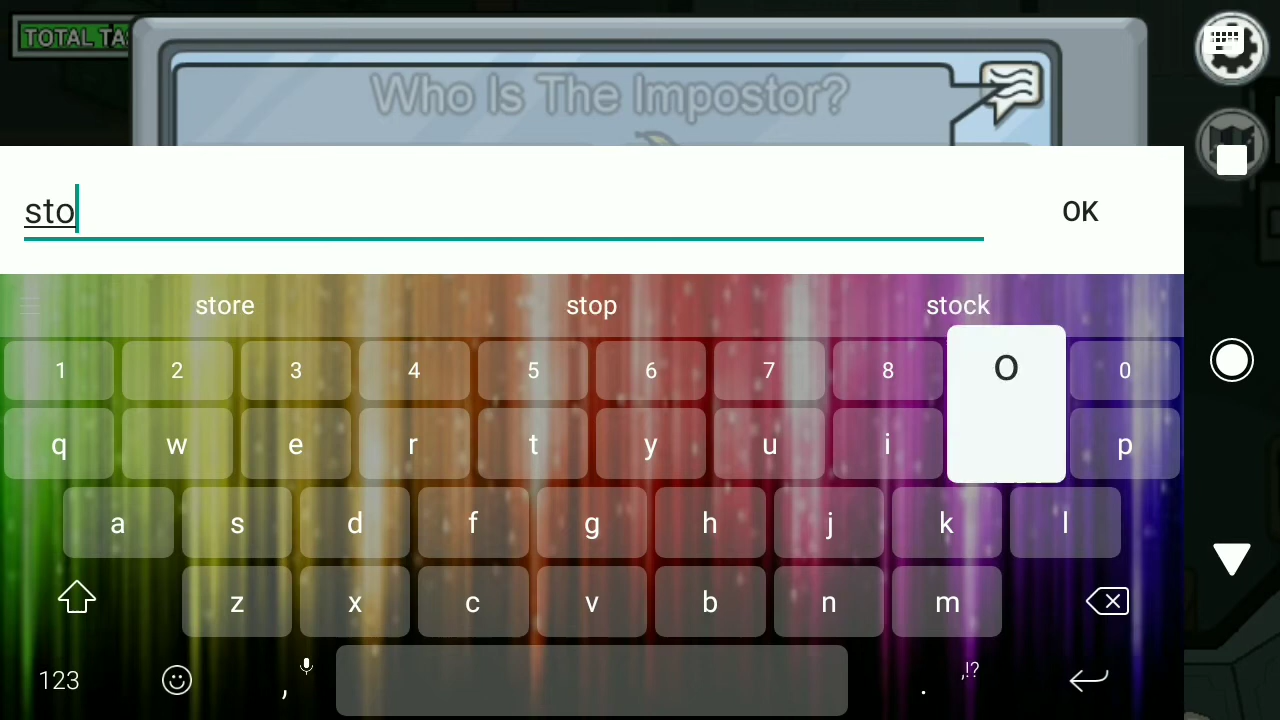 TOTAL TA
Who Is The Impostor?
sto
OK
store stop stock
1 2 3 4 5 6 7 8 0
q w e r t y u i o p
a s d f g h j k l
z x c v b n m
123 , . ,!?